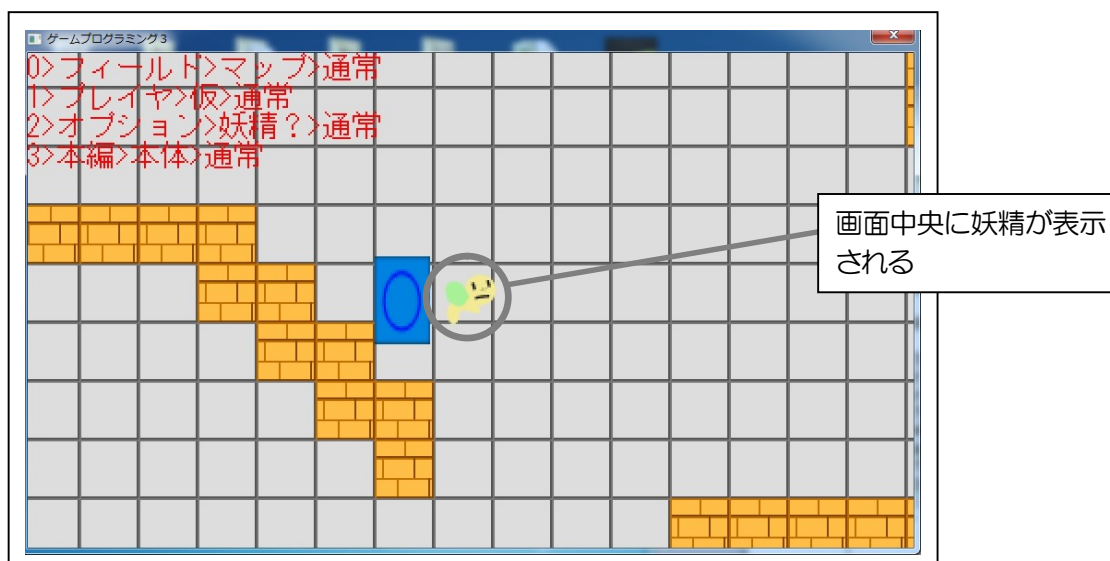 ゲームプログラミング3
0>フィールド>マップ>通常
1>プレイヤ>仮>通常
2>オプション>妖精？>通常
3>本編>本体>通常
画面中央に妖精が表示
される